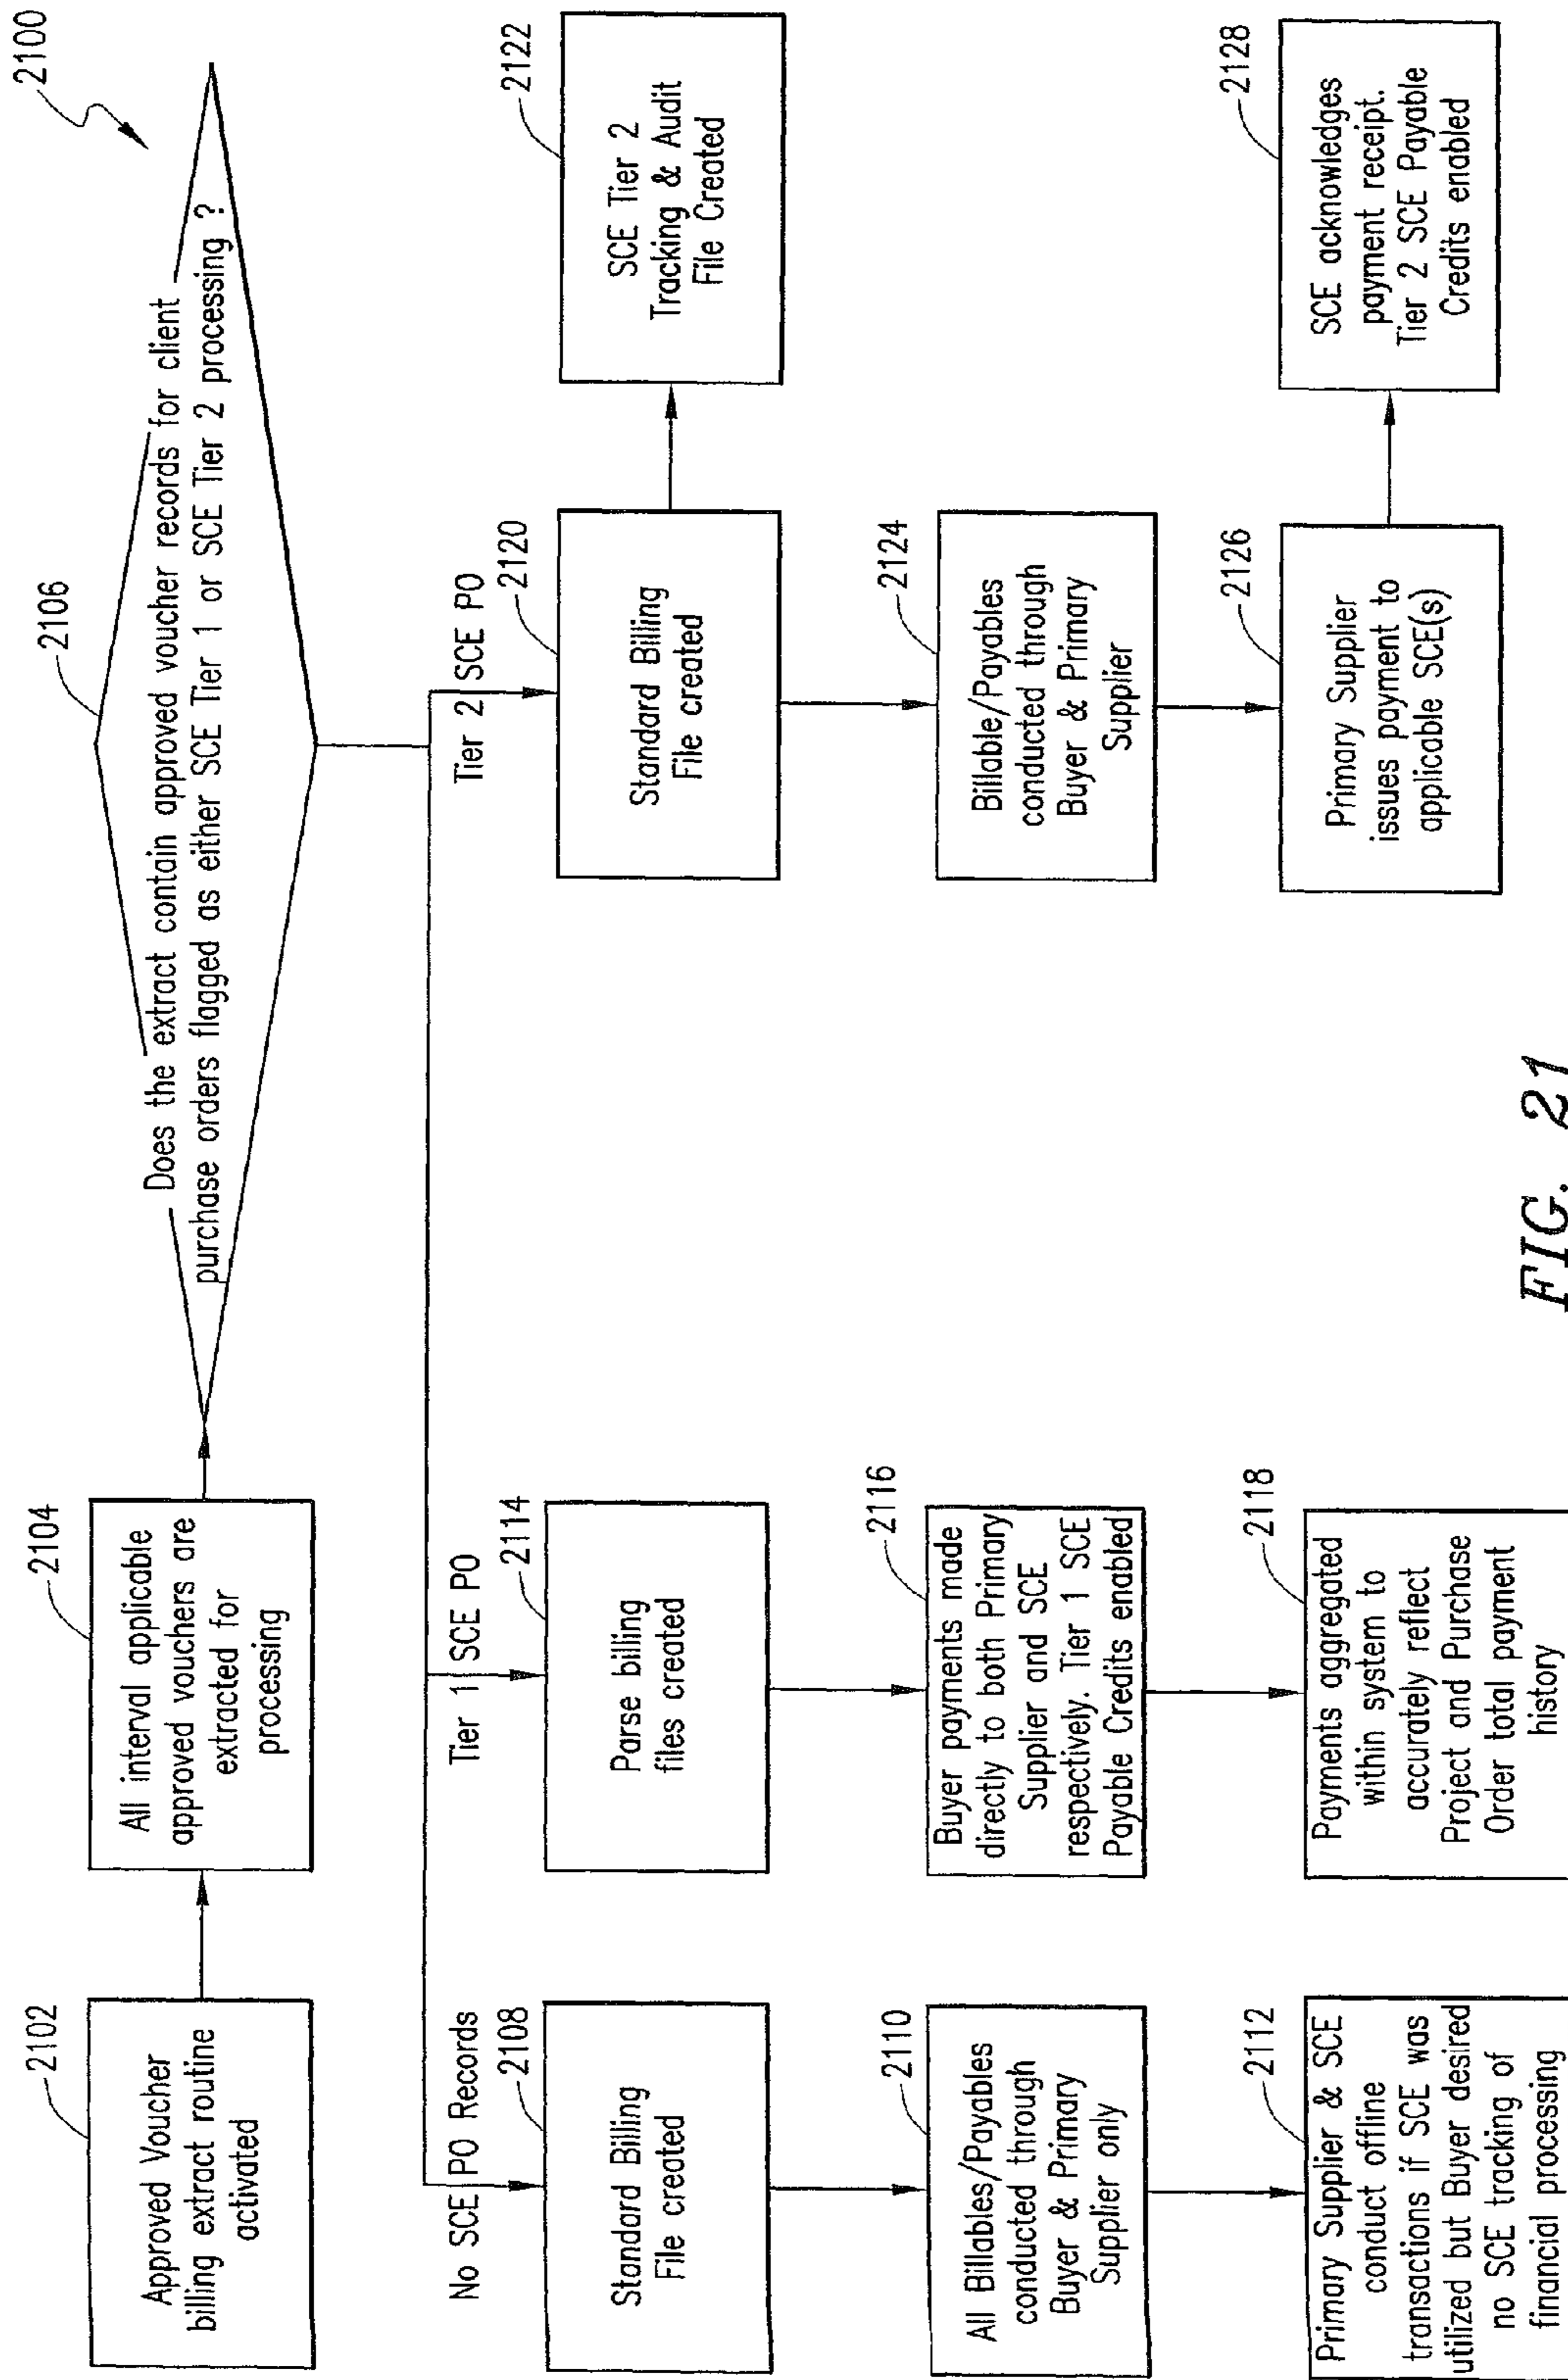 2100
2102
Approved Voucher
billing extract routine
activated
2104
All interval applicable
approved vouchers are
extracted for
processing
2106
Does the extract contain approved voucher records for client
purchase orders flagged as either SCE Tier 1 or SCE Tier 2 processing ?
No SCE PO Records
2108
Standard Billing
File created
2110
All Billables/Payables
conducted through
Buyer & Primary
Supplier only
2112
Primary Supplier & SCE
conduct offline
transactions if SCE was
utilized but Buyer desired
no SCE tracking of
financial processing
Tier 1 SCE PO
2114
Parse billing
files created
2116
Buyer payments made
directly to both Primary
Supplier and SCE
respectively. Tier 1 SCE
Payable Credits enabled
2118
Payments aggregated
within system to
accurately reflect
Project and Purchase
Order total payment
history
Tier 2 SCE PO
2120
Standard Billing
File created
2122
SCE Tier 2
Tracking & Audit
File Created
2124
Billable/Payables
conducted through
Buyer & Primary
Supplier
2126
Primary Supplier
issues payment to
applicable SCE(s)
2128
SCE acknowledges
payment receipt.
Tier 2 SCE Payable
Credits enabled
FIG. 21